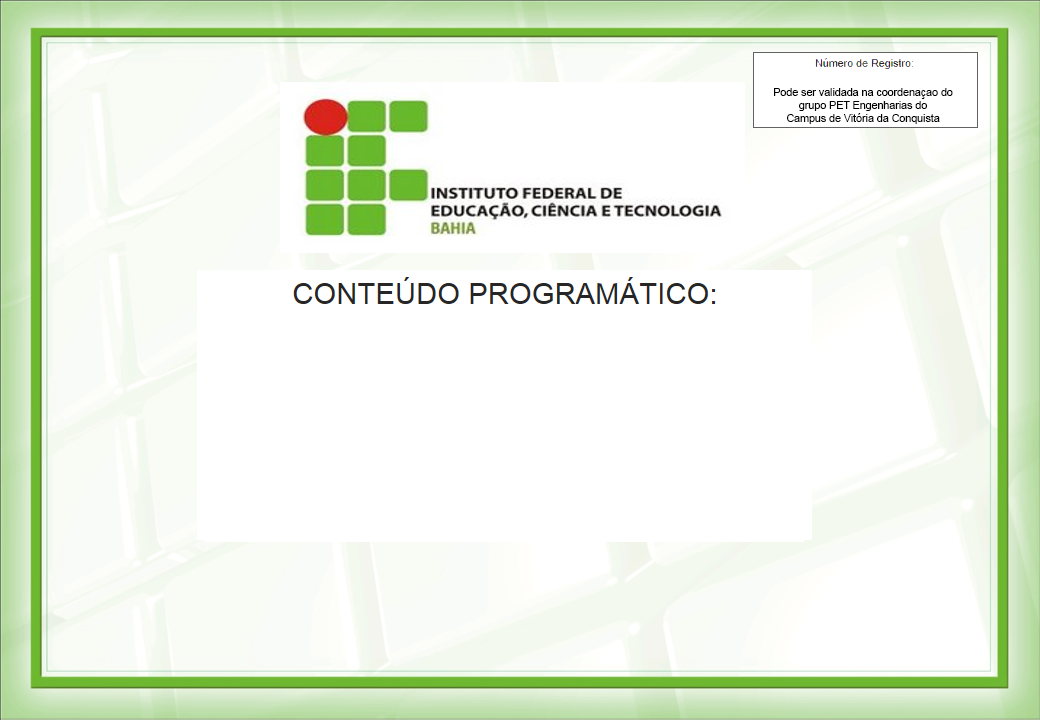 Número de Registro:
Pode ser validada na coordenaçao do
grupo PET Engenharias do
Campus de Vitória da Conquista
INSTITUTO FEDERAL DE
EDUCAÇÃO, CIÊNCIA E TECNOLOGIA
BAHIA
CONTEÚDO PROGRAMÁTICO: